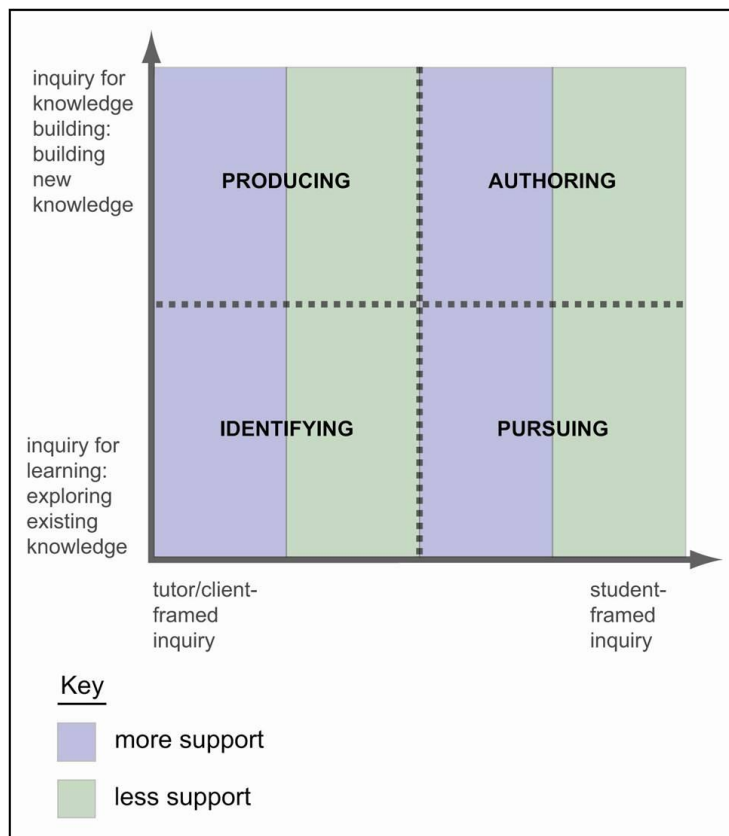 inquiry for
knowledge
building:
building
new
knowledge
PRODUCING
AUTHORING
IDENTIFYING
PURSUING
inquiry for
learning:
exploring
existing
knowledge
tutor/client-
framed
inquiry
student-
framed
inquiry
Key
more support
less support